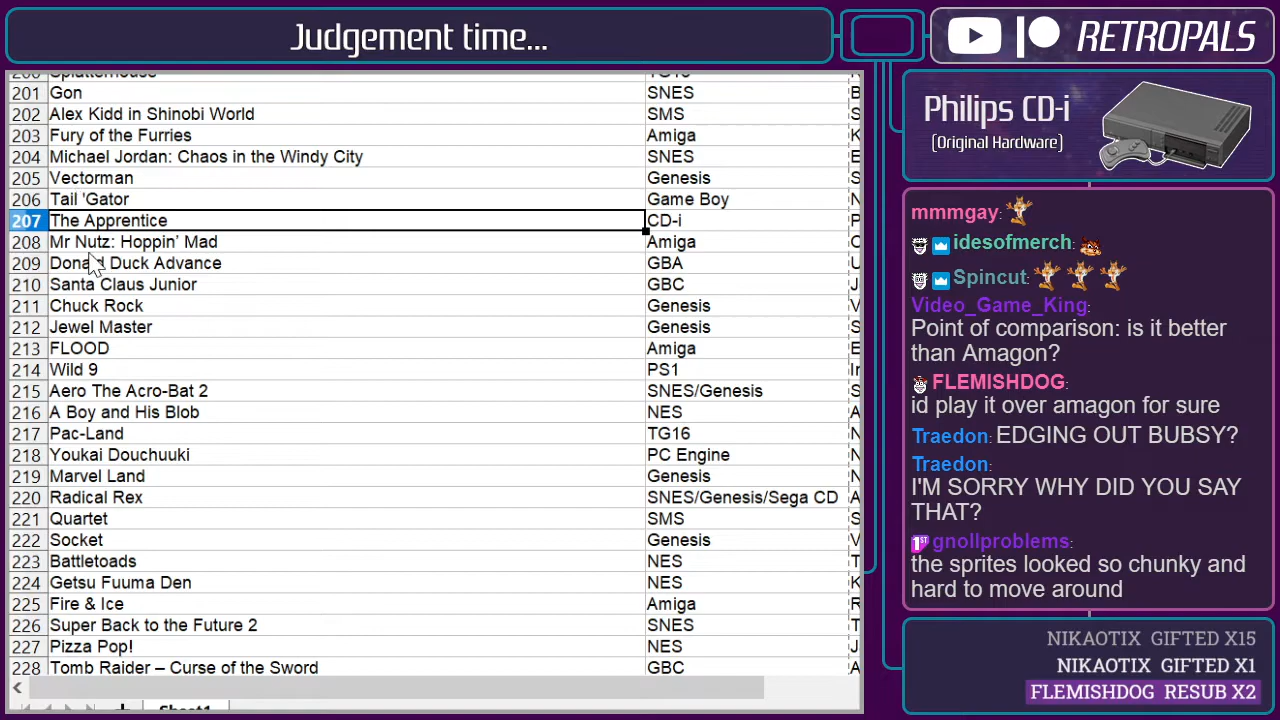 Judgement time...
RETROPALS
Philips CD-i
(Original Hardware)
201 Gon SNES
202 Alex Kidd in Shinobi World SMS S
203 Fury of the Furries Amiga K
204 Michael Jordan: Chaos in the Windy City SNES E
205 Vectorman Genesis S
206 Tail 'Gator Game Boy N
207 The Apprentice CD-i P
208 Mr Nutz: Hoppin' Mad Amiga
209 Donald Duck Advance GBA U
210 Santa Claus Junior GBC J
211 Chuck Rock Genesis V
212 Jewel Master Genesis S
213 FLOOD Amiga E
214 Wild 9 PS1 Ir
215 Aero The Acro-Bat 2 SNES/Genesis S
216 A Boy and His Blob NES A
217 Pac-Land TG16 N
218 Youkai Douchuuki PC Engine N
219 Marvel Land Genesis N
220 Radical Rex SNES/Genesis/Sega CD A
221 Quartet SMS S
222 Socket Genesis V
223 Battletoads NES T
224 Getsu Fuuma Den NES K
225 Fire & Ice Amiga R
226 Super Back to the Future 2 SNES T
227 Pizza Pop! NES J
228 Tomb Raider – Curse of the Sword GBC A
Sheet1
mmmgay:
idesofmerch:
Spincut:
Video_Game_King:
Point of comparison: is it better
than Amagon?
FLEMISHDOG:
id play it over amagon for sure
Traedon: EDGING OUT BUBSY?
Traedon:
I'M SORRY WHY DID YOU SAY
THAT?
1ST gnollproblems:
the sprites looked so chunky and
hard to move around
NIKAOTIX GIFTED X15
NIKAOTIX GIFTED X1
FLEMISHDOG RESUB X2